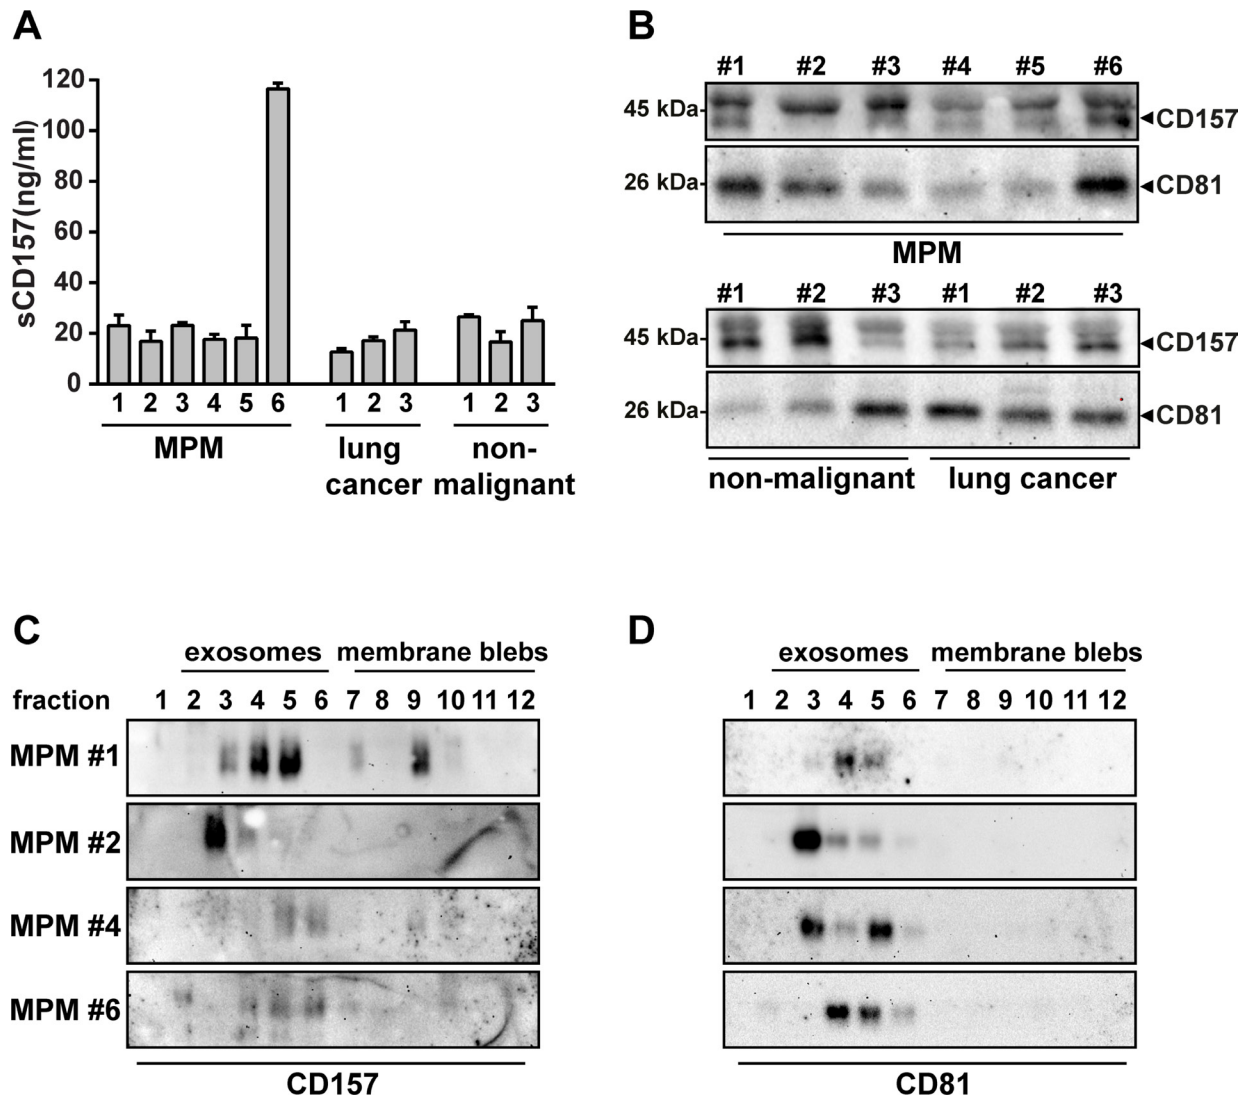 A
sCD157(ng/ml)
120
100
80
60
40
20
0
1 2 3 4 5 6 1 2 3 1 2 3
MPM
lung cancer
non-malignant
B
#1 #2 #3 #4 #5 #6
45 kDa- CD157
26 kDa- CD81
MPM
#1 #2 #3 #1 #2 #3
45 kDa- CD157
26 kDa- CD81
non-malignant lung cancer
C
exosomes membrane blebs
fraction 1 2 3 4 5 6 7 8 9 10 11 12
MPM #1
MPM #2
MPM #4
MPM #6
CD157
D
exosomes membrane blebs
1 2 3 4 5 6 7 8 9 10 11 12
CD81